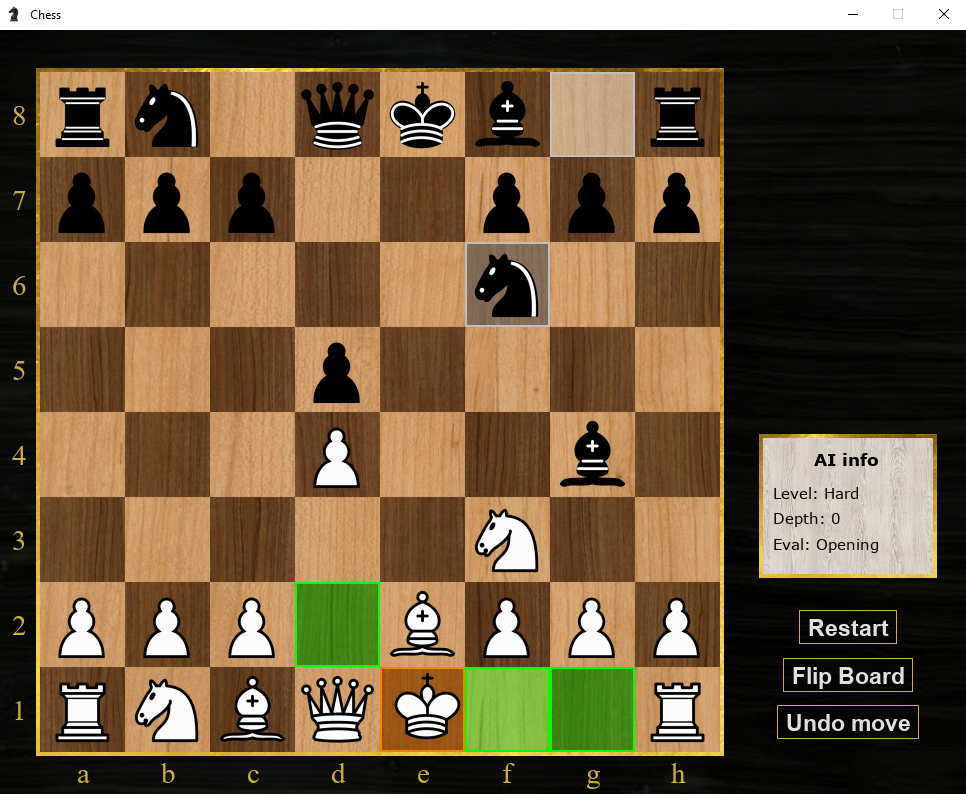 Chess
8
7
6
5
4
3
2
1
a b c d e f g h
AI info
Level: Hard
Depth: 0
Eval: Opening
Restart
Flip Board
Undo move